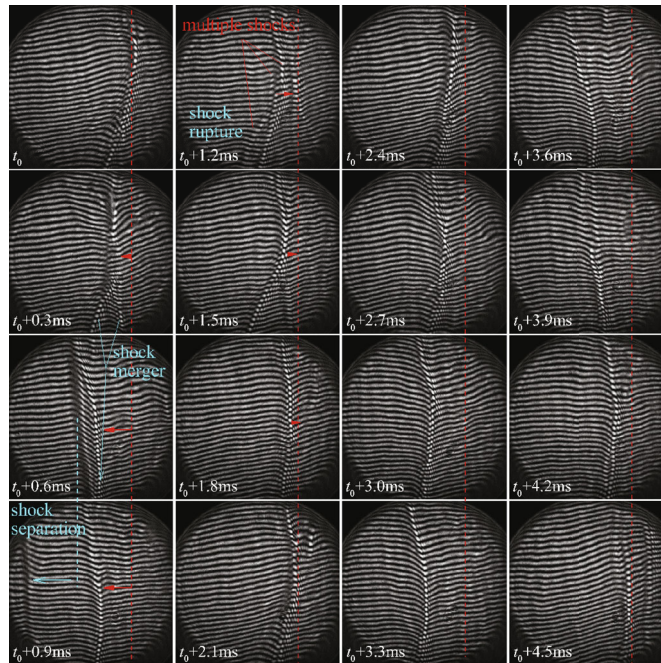 multiple shocks
shock
rupture
t0
t0+1.2ms
t0+2.4ms
t0+3.6ms
t0+0.3ms
t0+1.5ms
t0+2.7ms
t0+3.9ms
shock
merger
t0+0.6ms
t0+1.8ms
t0+3.0ms
t0+4.2ms
shock
separation
t0+0.9ms
t0+2.1ms
t0+3.3ms
t0+4.5ms